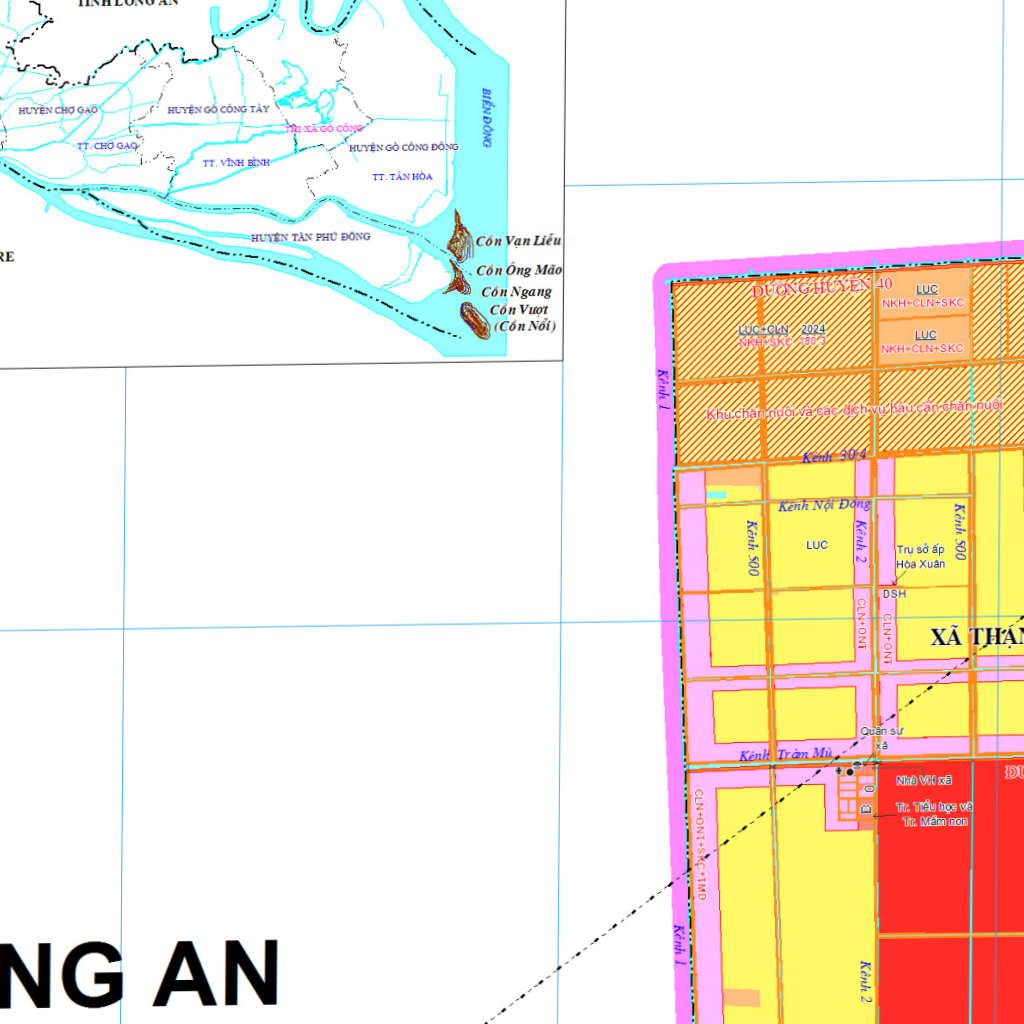 TỈNH LONG AN
HUYỆN CHỢ GẠO
HUYỆN GÒ CÔNG TÂY
BIỂN ĐÔNG
THỊ XÃ GÒ CÔNG
TT. CHỢ GẠO
HUYỆN GÒ CÔNG ĐÔNG
TT. VĨNH BÌNH
TT. TÂN HÒA
HUYỆN TÂN PHÚ ĐÔNG
RE
Cồn Vạn Liễu
Cồn Ông Mão
Cồn Ngang
Cồn Vượt
(Cồn Nổi)
ĐƯỜNG HUYỆN 40
LUC
NKH+CLN+SKC
LUC+CLN 2024
NKH+SKC 180.3
LUC
NKH+CLN+SKC
Kênh 1
Khu chăn nuôi và các dịch vụ hậu cần chăn nuôi
Kênh 30/4
Kênh Nội Đồng
Kênh 500
LUC
Kênh 2
Kênh 500
Trụ sở ấp
Hòa Xuân
DSH
CLN+ONT
CLN+ONT
XÃ THẠN
Quân sự
xã
Kênh Tràm Mù
ĐƯ
Nhà VH xã
Tr. Tiểu học và
Tr. Mầm non
CLN+ONT+SKC+TMD
Kênh 1
Kênh 2
NG AN